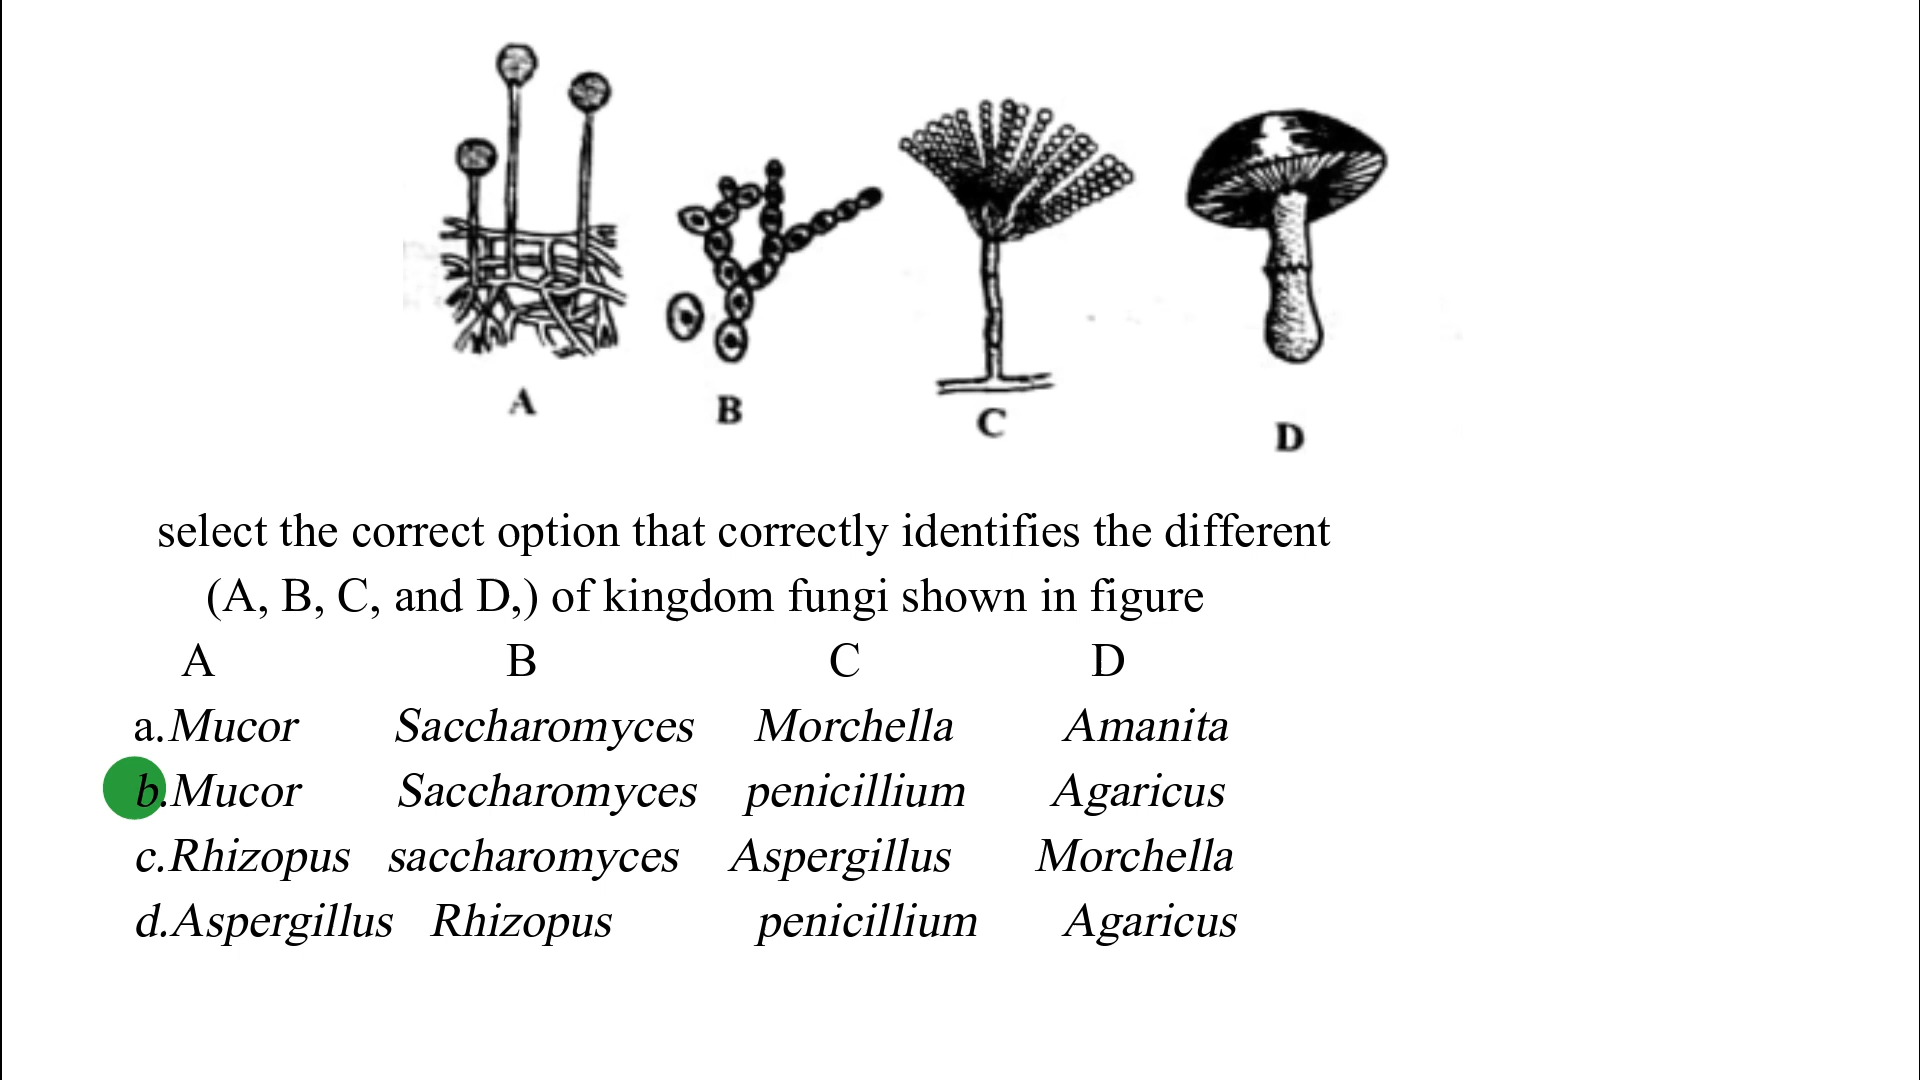 A B C D
select the correct option that correctly identifies the different
(A, B, C, and D,) of kingdom fungi shown in figure
A B C D
a.Mucor Saccharomyces Morchella Amanita
b.Mucor Saccharomyces penicillium Agaricus
c.Rhizopus saccharomyces Aspergillus Morchella
d.Aspergillus Rhizopus penicillium Agaricus